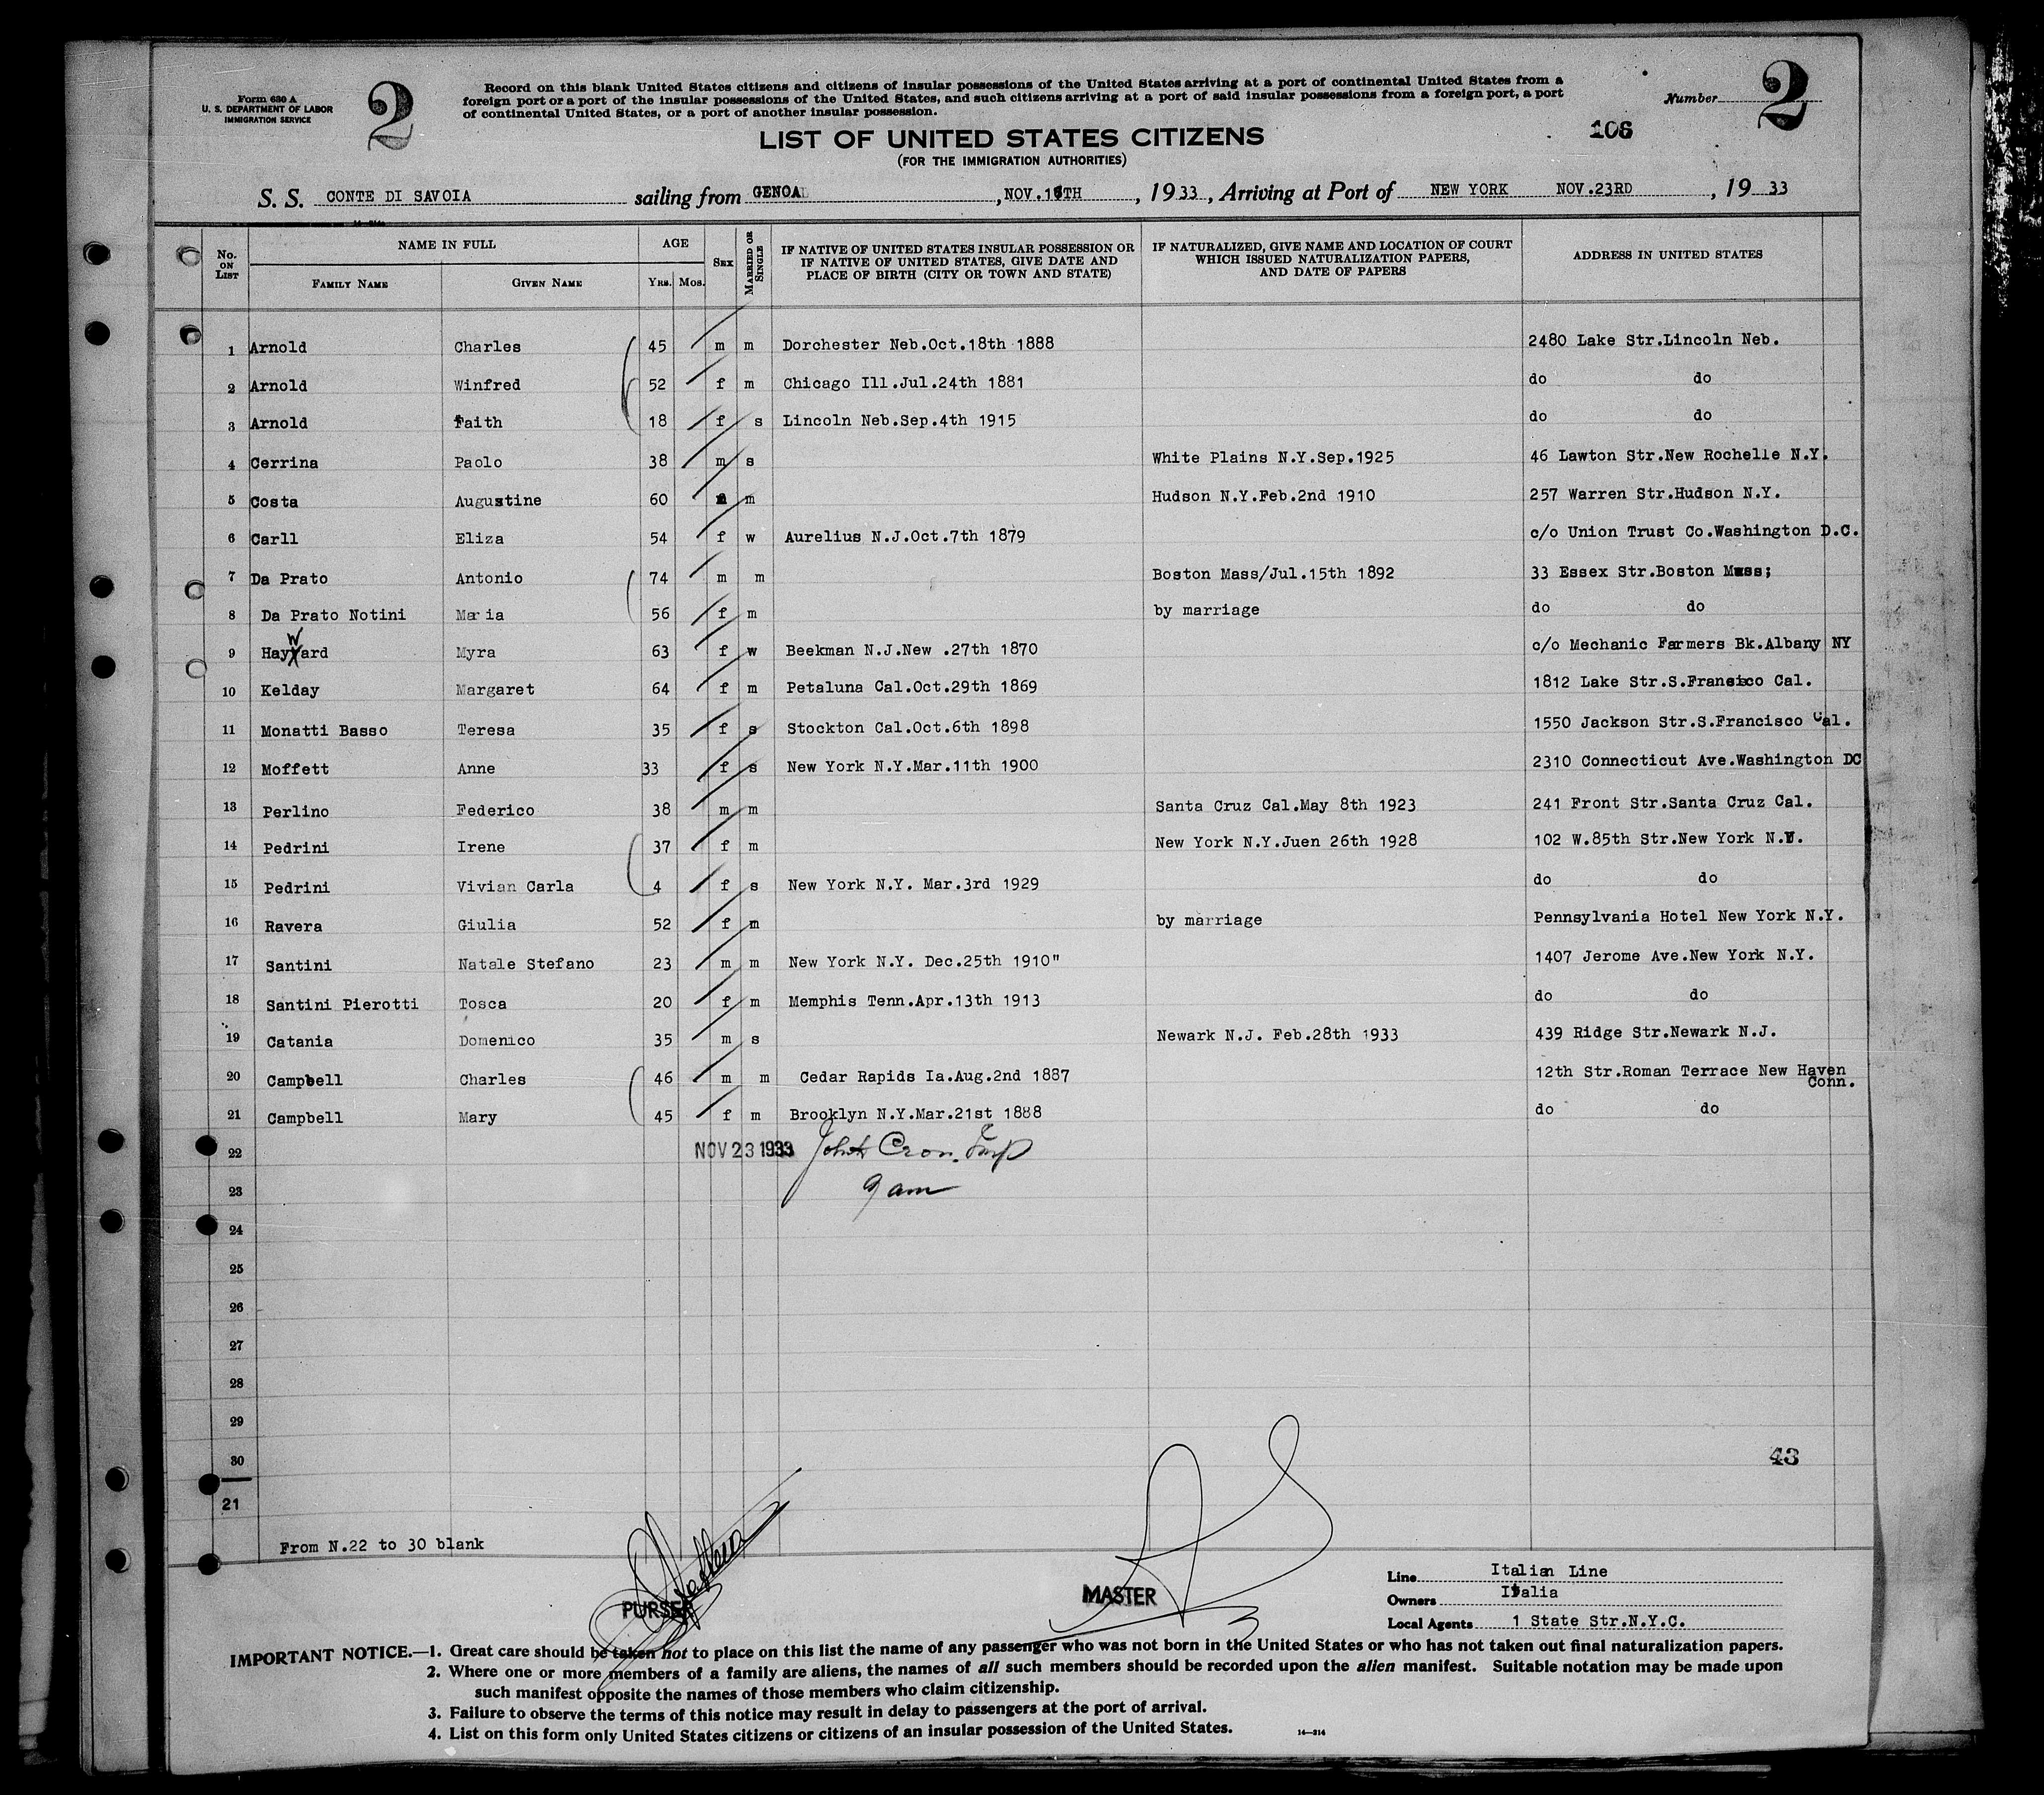 Form 630 A
U. S. DEPARTMENT OF LABOR
IMMIGRATION SERVICE
2
Record on this blank United States citizens and citizens of insular possessions of the United States arriving at a port of continental United States from a
foreign port or a port of the insular possessions of the United States, and such citizens arriving at a port of said insular possessions from a foreign port, a port
of continental United States, or a port of another insular possession.
Number 2
106
LIST OF UNITED STATES CITIZENS
(FOR THE IMMIGRATION AUTHORITIES)
S. S. CONTE DI SAVOIA sailing from GENOA , NOV. TH , 1933 , Arriving at Port of NEW YORK NOV.23RD , 1933
No. ON LIST NAME IN FULL FAMILY NAME GIVEN NAME AGE YRS. MOS. SEX MARRIED OR SINGLE IF NATIVE OF UNITED STATES INSULAR POSSESSION OR IF NATIVE OF UNITED STATES, GIVE DATE AND PLACE OF BIRTH (CITY OR TOWN AND STATE) IF NATURALIZED, GIVE NAME AND LOCATION OF COURT WHICH ISSUED NATURALIZATION PAPERS, AND DATE OF PAPERS ADDRESS IN UNITED STATES
1 Arnold Charles 45 m m Dorchester Neb.Oct.18th 1888 2480 Lake Str.Lincoln Neb.
2 Arnold Winfred 52 f m Chicago Ill.Jul.24th 1881 do do
3 Arnold Faith 18 f s Lincoln Neb.Sep.4th 1915 do do
4 Cerrina Paolo 38 m s White Plains N.Y.Sep.1925 46 Lawton Str.New Rochelle N.Y.
5 Costa Augustine 60 m Hudson N.Y.Feb.2nd 1910 257 Warren Str.Hudson N.Y.
6 Carll Eliza 54 f w Aurelius N.J.Oct.7th 1879 c/o Union Trust Co.Washington D.C.
7 Da Prato Antonio 74 m m Boston Mass/Jul.15th 1892 33 Essex Str.Boston Mass;
8 Da Prato Notini Maria 56 f m by marriage do do
9 Hayward Myra 63 f w Beekman N.J.New .27th 1870 c/o Mechanic Farmers Bk.Albany NY
10 Kelday Margaret 64 f m Petaluna Cal.Oct.29th 1869 1812 Lake Str.S.Francisco Cal.
11 Monatti Basso Teresa 35 f s Stockton Cal.Oct.6th 1898 1550 Jackson Str.S.Francisco Cal.
12 Moffett Anne 33 f s New York N.Y.Mar.11th 1900 2310 Connecticut Ave.Washington DC
13 Perlino Federico 38 m m Santa Cruz Cal.May 8th 1923 241 Front Str.Santa Cruz Cal.
14 Pedrini Irene 37 f m New York N.Y.Juen 26th 1928 102 W.85th Str.New York N.Y.
15 Pedrini Vivian Carla 4 f s New York N.Y. Mar.3rd 1929 do do
16 Ravera Giulia 52 f m by marriage Pennsylvania Hotel New York N.Y.
17 Santini Natale Stefano 23 m m New York N.Y. Dec.25th 1910" 1407 Jerome Ave.New York N.Y.
18 Santini Pierotti Tosca 20 f m Memphis Tenn.Apr.13th 1913 do do
19 Catania Domenico 35 m s Newark N.J. Feb.28th 1933 439 Ridge Str.Newark N.J.
20 Campbell Charles 46 m m Cedar Rapids Ia.Aug.2nd 1887 12th Str.Roman Terrace New Haven Conn.
21 Campbell Mary 45 f m Brooklyn N.Y.Mar.21st 1888 do do
22 NOV 23 1933 Cron
23 9 am
24
25
26
27
28
29
30 43
21
From N.22 to 30 blank
PURSER
MASTER
Line Italian Line
Owners Italia
Local Agents 1 State Str.N.Y.C.
IMPORTANT NOTICE.—1. Great care should be taken not to place on this list the name of any passenger who was not born in the United States or who has not taken out final naturalization papers.
2. Where one or more members of a family are aliens, the names of all such members should be recorded upon the alien manifest. Suitable notation may be made upon
such manifest opposite the names of those members who claim citizenship.
3. Failure to observe the terms of this notice may result in delay to passengers at the port of arrival.
4. List on this form only United States citizens or citizens of an insular possession of the United States.
14—314